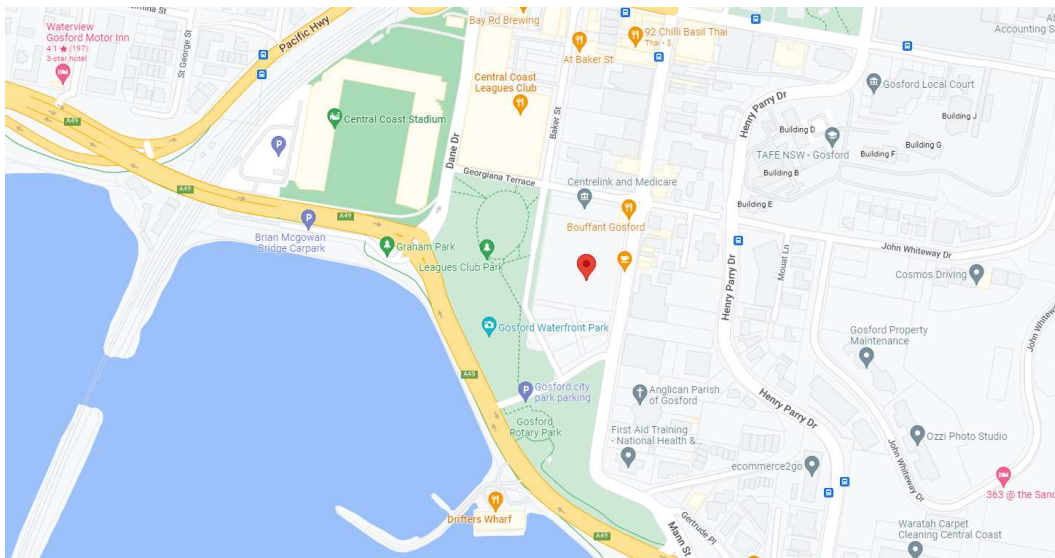 Waterview
Gosford Motor Inn
4.1 ★ (197)
3-star hotel
St George St
Pacific Hwy
Bay Rd Brewing
92 Chilli Basil Thai
Thai • $
At Baker St
Accounting S
Central Coast
Leagues Club
Central Coast Stadium
P
Dane Dr
Baker St
Henry Parry Dr
Gosford Local Court
Building J
Building D
TAFE NSW - Gosford
Building G
Building F
Building B
Building E
A49
A49
A49
Georgiana Terrace
Centrelink and Medicare
Bouffant Gosford
P
Brian Mcgowan
Bridge Carpark
Graham Park
Leagues Club Park
Henry Parry Dr
Mouat Ln
John Whiteway Dr
Cosmos Driving
John Whiteway
Gosford Waterfront Park
Gosford Property
Maintenance
A49
P
Gosford city
park parking
Gosford
Rotary Park
Anglican Parish
of Gosford
Henry Parry Dr
First Aid Training
- National Health &...
Ozzi Photo Studio
ecommerce2go
John Whiteway Dr
363 @ the Sand
Drifters Wharf
A49
Gertrude Pl
Mann St
Waratah Carpet
Cleaning Central Coast